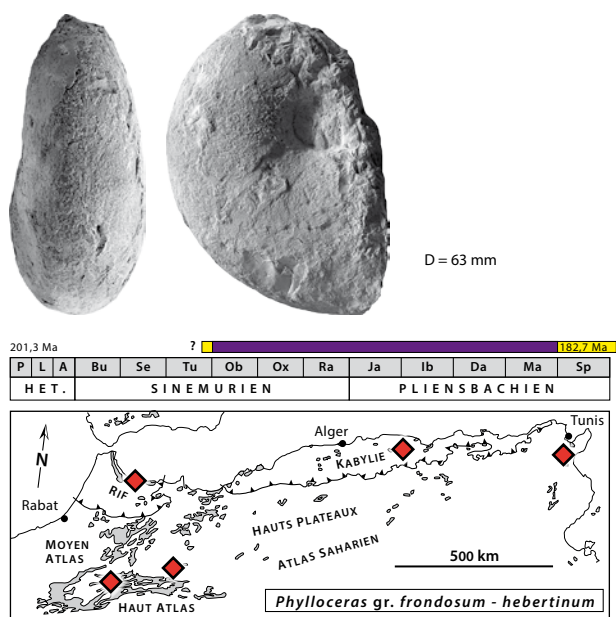 D = 63 mm
201,3 Ma ? 182,7 Ma
P L A Bu Se Tu Ob Ox Ra Ja Ib Da Ma Sp
HET. SINEMURIEN PLIENSBACHIEN
Tunis
Alger
N
KABYLIE
RIF
Rabat
HAUTS PLATEAUX
MOYEN
ATLAS
ATLAS SAHARIEN
500 km
HAUT ATLAS
Phylloceras gr. frondosum - hebertinum